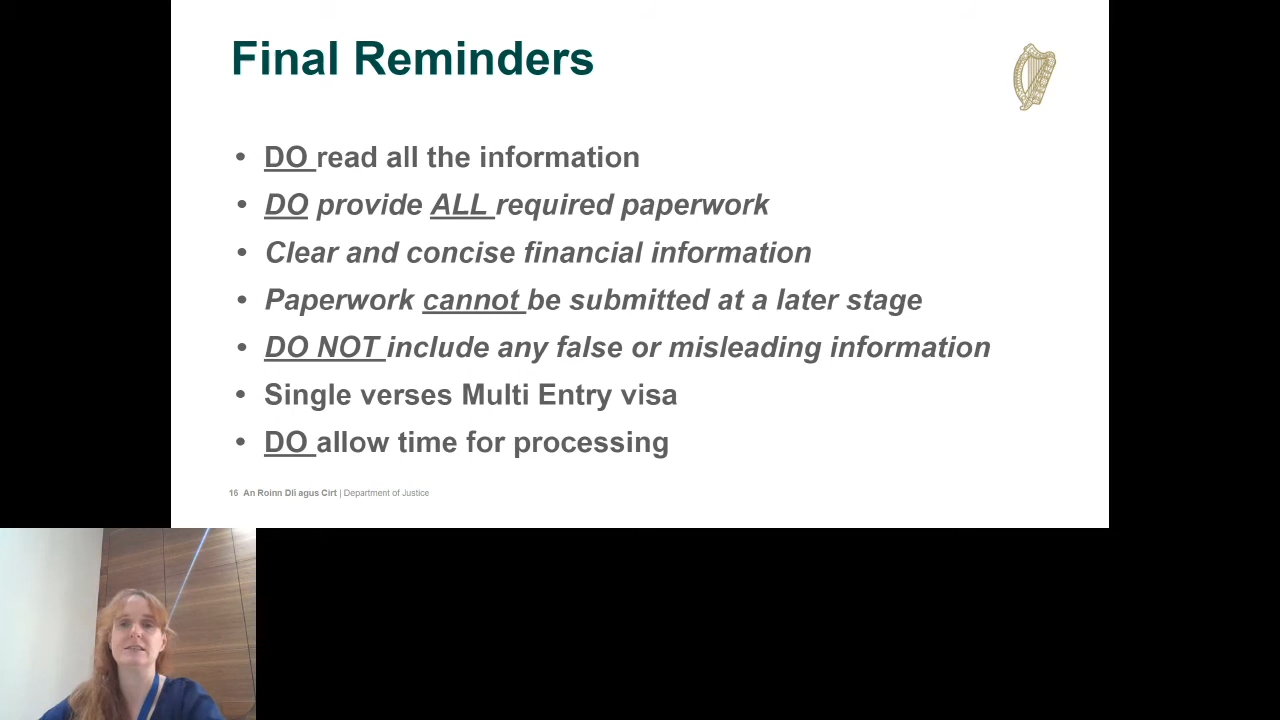 Final Reminders
• DO read all the information
• DO provide ALL required paperwork
• Clear and concise financial information
• Paperwork cannot be submitted at a later stage
• DO NOT include any false or misleading information
• Single verses Multi Entry visa
• DO allow time for processing
16 An Roinn Dlí agus Cirt | Department of Justice